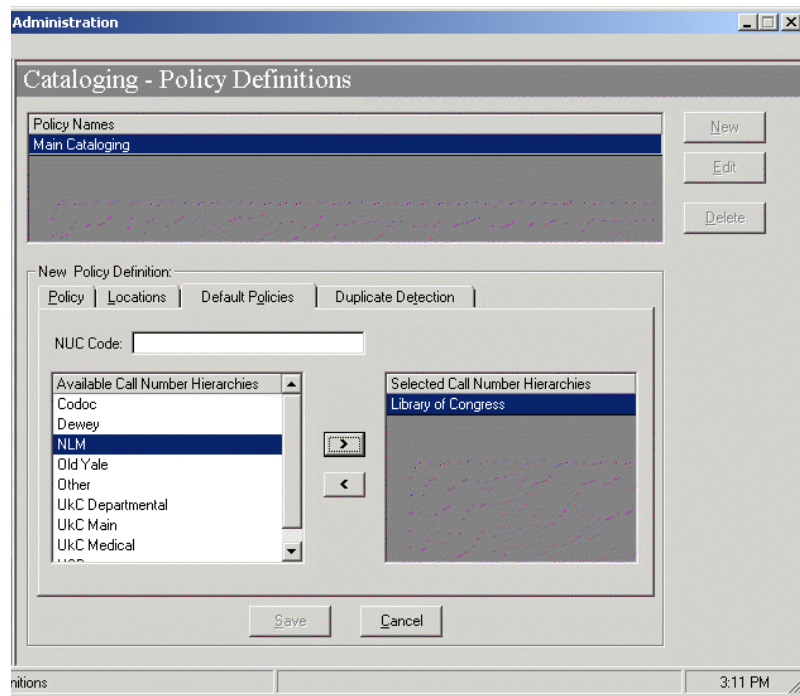 Administration
Cataloging - Policy Definitions
Policy Names
Main Cataloging
New
Edit
Delete
New Policy Definition:
Policy
Locations
Default Policies
Duplicate Detection
NUC Code:
Available Call Number Hierarchies
Codoc
Dewey
NLM
Old Yale
Other
UkC Departmental
UkC Main
UkC Medical
>
<
Selected Call Number Hierarchies
Library of Congress
Save
Cancel
nitions
3:11 PM